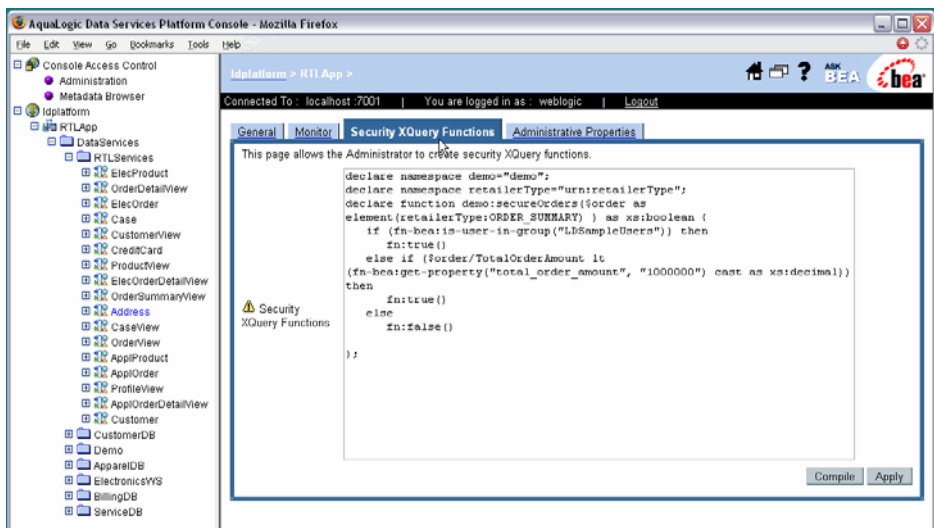 AquaLogic Data Services Platform Console - Mozilla Firefox
File Edit View Go Bookmarks Tools Help
Console Access Control
Administration
Metadata Browser
ldplatform
RTLApp
DataServices
RTLServices
ElecProduct
OrderDetailView
ElecOrder
Case
CustomerView
CreditCard
ProductView
ElecOrderDetailView
OrderSummaryView
Address
CaseView
OrderView
ApplProduct
ApplOrder
ProfileView
ApplOrderDetailView
Customer
CustomerDB
Demo
ApparelDB
ElectronicsWS
BillingDB
ServiceDB
ldplatform > RTLApp >
? ASK BEA bea
Connected To : localhost :7001 | You are logged in as : weblogic | Logout
General Monitor Security XQuery Functions Administrative Properties
This page allows the Administrator to create security XQuery functions.
Security
XQuery Functions
declare namespace demo="demo";
declare namespace retailerType="urn:retailerType";
declare function demo:secureOrders($order as
element(retailerType:ORDER_SUMMARY) ) as xs:boolean {
if (fn-bea:is-user-in-group("LDSampleUsers")) then
fn:true()
else if ($order/TotalOrderAmount lt
(fn-bea:get-property("total_order_amount", "1000000") cast as xs:decimal))
then
fn:true()
else
fn:false()
};
Compile Apply